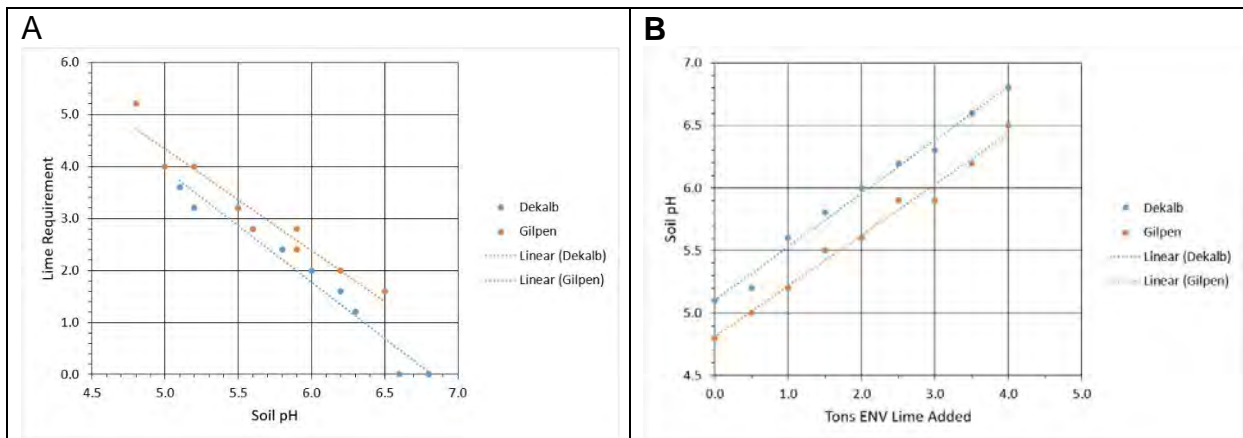 A
6.0
5.0
4.0
3.0
2.0
1.0
0.0
4.5 5.0 5.5 6.0 6.5 7.0
Lime Requirement
Soil pH
Dekalb
Gilpen
Linear (Dekalb)
Linear (Gilpen)
B
7.0
6.5
6.0
5.5
5.0
4.5
0.0 1.0 2.0 3.0 4.0 5.0
Soil pH
Tons ENV Lime Added
Dekalb
Gilpen
Linear (Dekalb)
Linear (Gilpen)